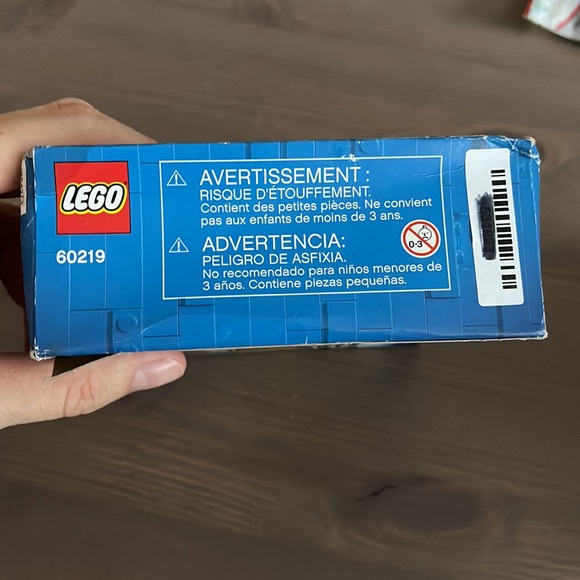 LEGO
60219
AVERTISSEMENT :
RISQUE D'ÉTOUFFEMENT.
Contient des petites pièces. Ne convient
pas aux enfants de moins de 3 ans.
ADVERTENCIA:
PELIGRO DE ASFIXIA.
No recomendado para niños menores de
3 años. Contiene piezas pequeñas.
0-3